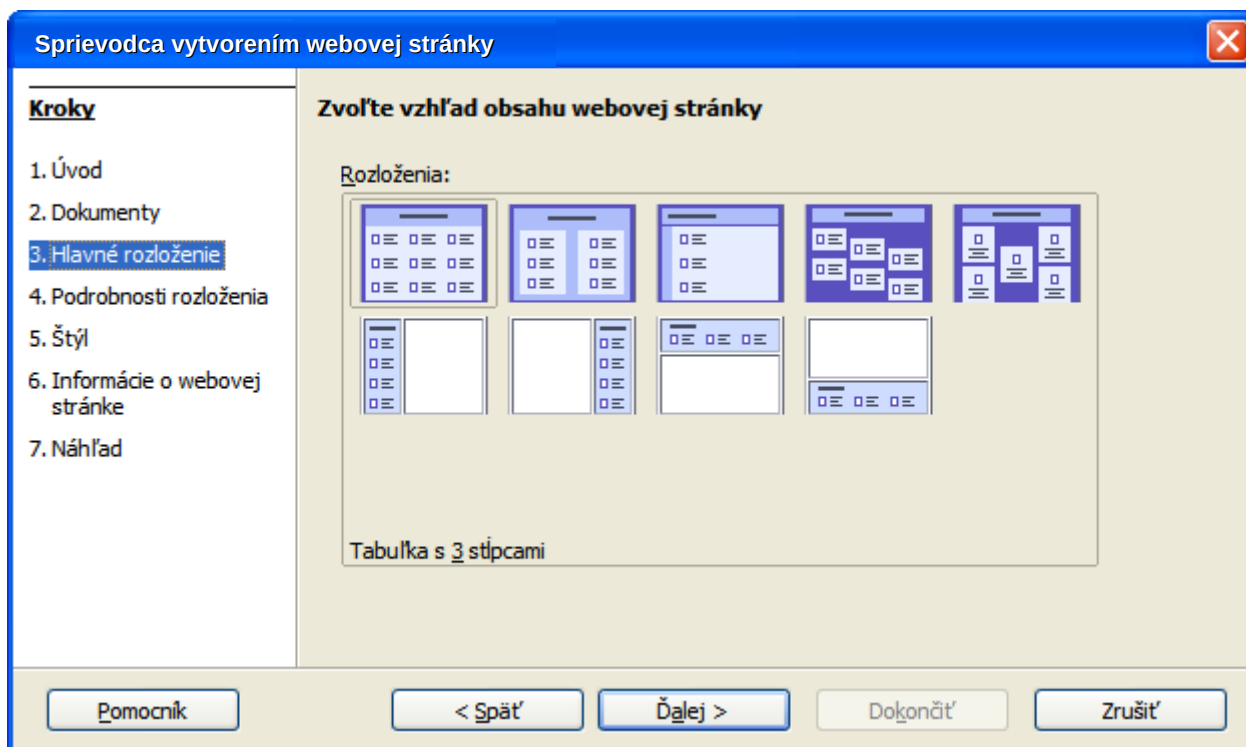 Sprievodca vytvorením webovej stránky
Kroky
1. Úvod
2. Dokumenty
3. Hlavné rozloženie
4. Podrobnosti rozloženia
5. Štýl
6. Informácie o webovej
stránke
7. Náhľad
Zvoľte vzhľad obsahu webovej stránky
Rozloženia:
Tabuľka s 3 stĺpcami
Pomocník
< Späť
Ďalej >
Dokončiť
Zrušiť